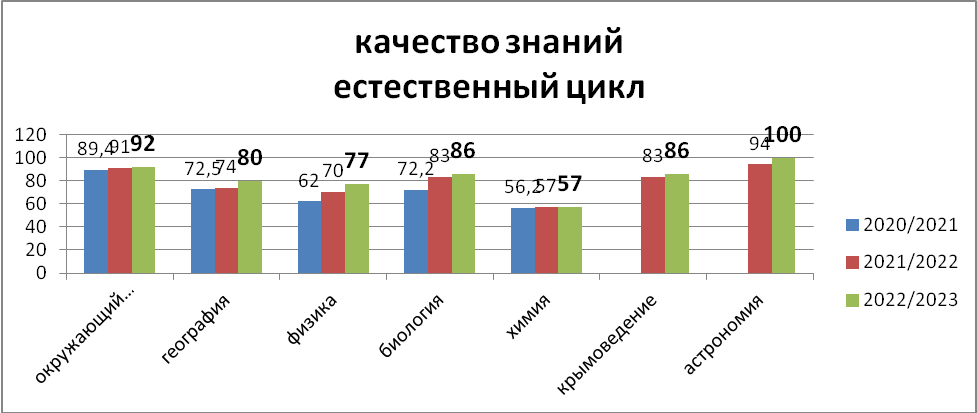 качество знаний
естественный цикл
120
100
80
60
40
20
0
89,4 91 92
72,5 74 80
62 70 77
72,2 83 86
56,2 57 57
83 86
94 100
окружающий...
география
физика
биология
химия
крымоведение
астрономия
2020/2021
2021/2022
2022/2023